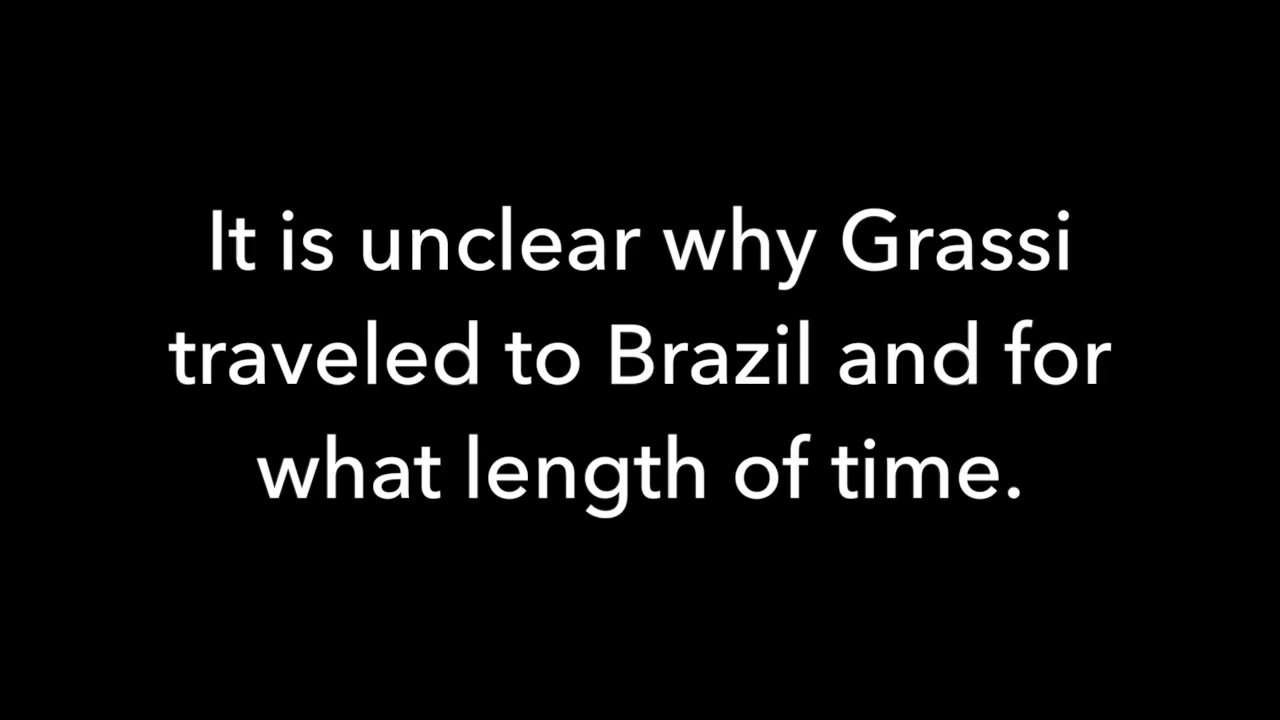 It is unclear why Grassi
traveled to Brazil and for
what length of time.